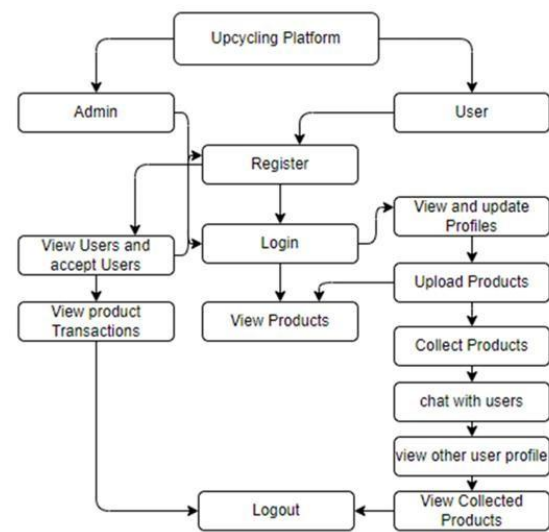 Upcycling Platform
Admin
User
Register
View and update
Profiles
View Users and
accept Users
Login
Upload Products
View product
Transactions
View Products
Collect Products
chat with users
view other user profile
Logout
View Collected
Products